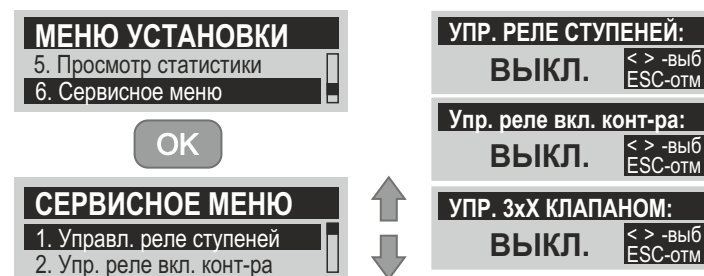 МЕНЮ УСТАНОВКИ
5. Просмотр статистики
6. Сервисное меню
OK
СЕРВИСНОЕ МЕНЮ
1. Управл. реле ступеней
2. Упр. реле вкл. конт-ра
УПР. РЕЛЕ СТУПЕНЕЙ:
ВЫКЛ.
< > -выб
ESC-отм
Упр. реле вкл. конт-ра:
ВЫКЛ.
< > -выб
ESC-отм
УПР. 3хХ КЛАПАНОМ:
ВЫКЛ.
< > -выб
ESC-отм